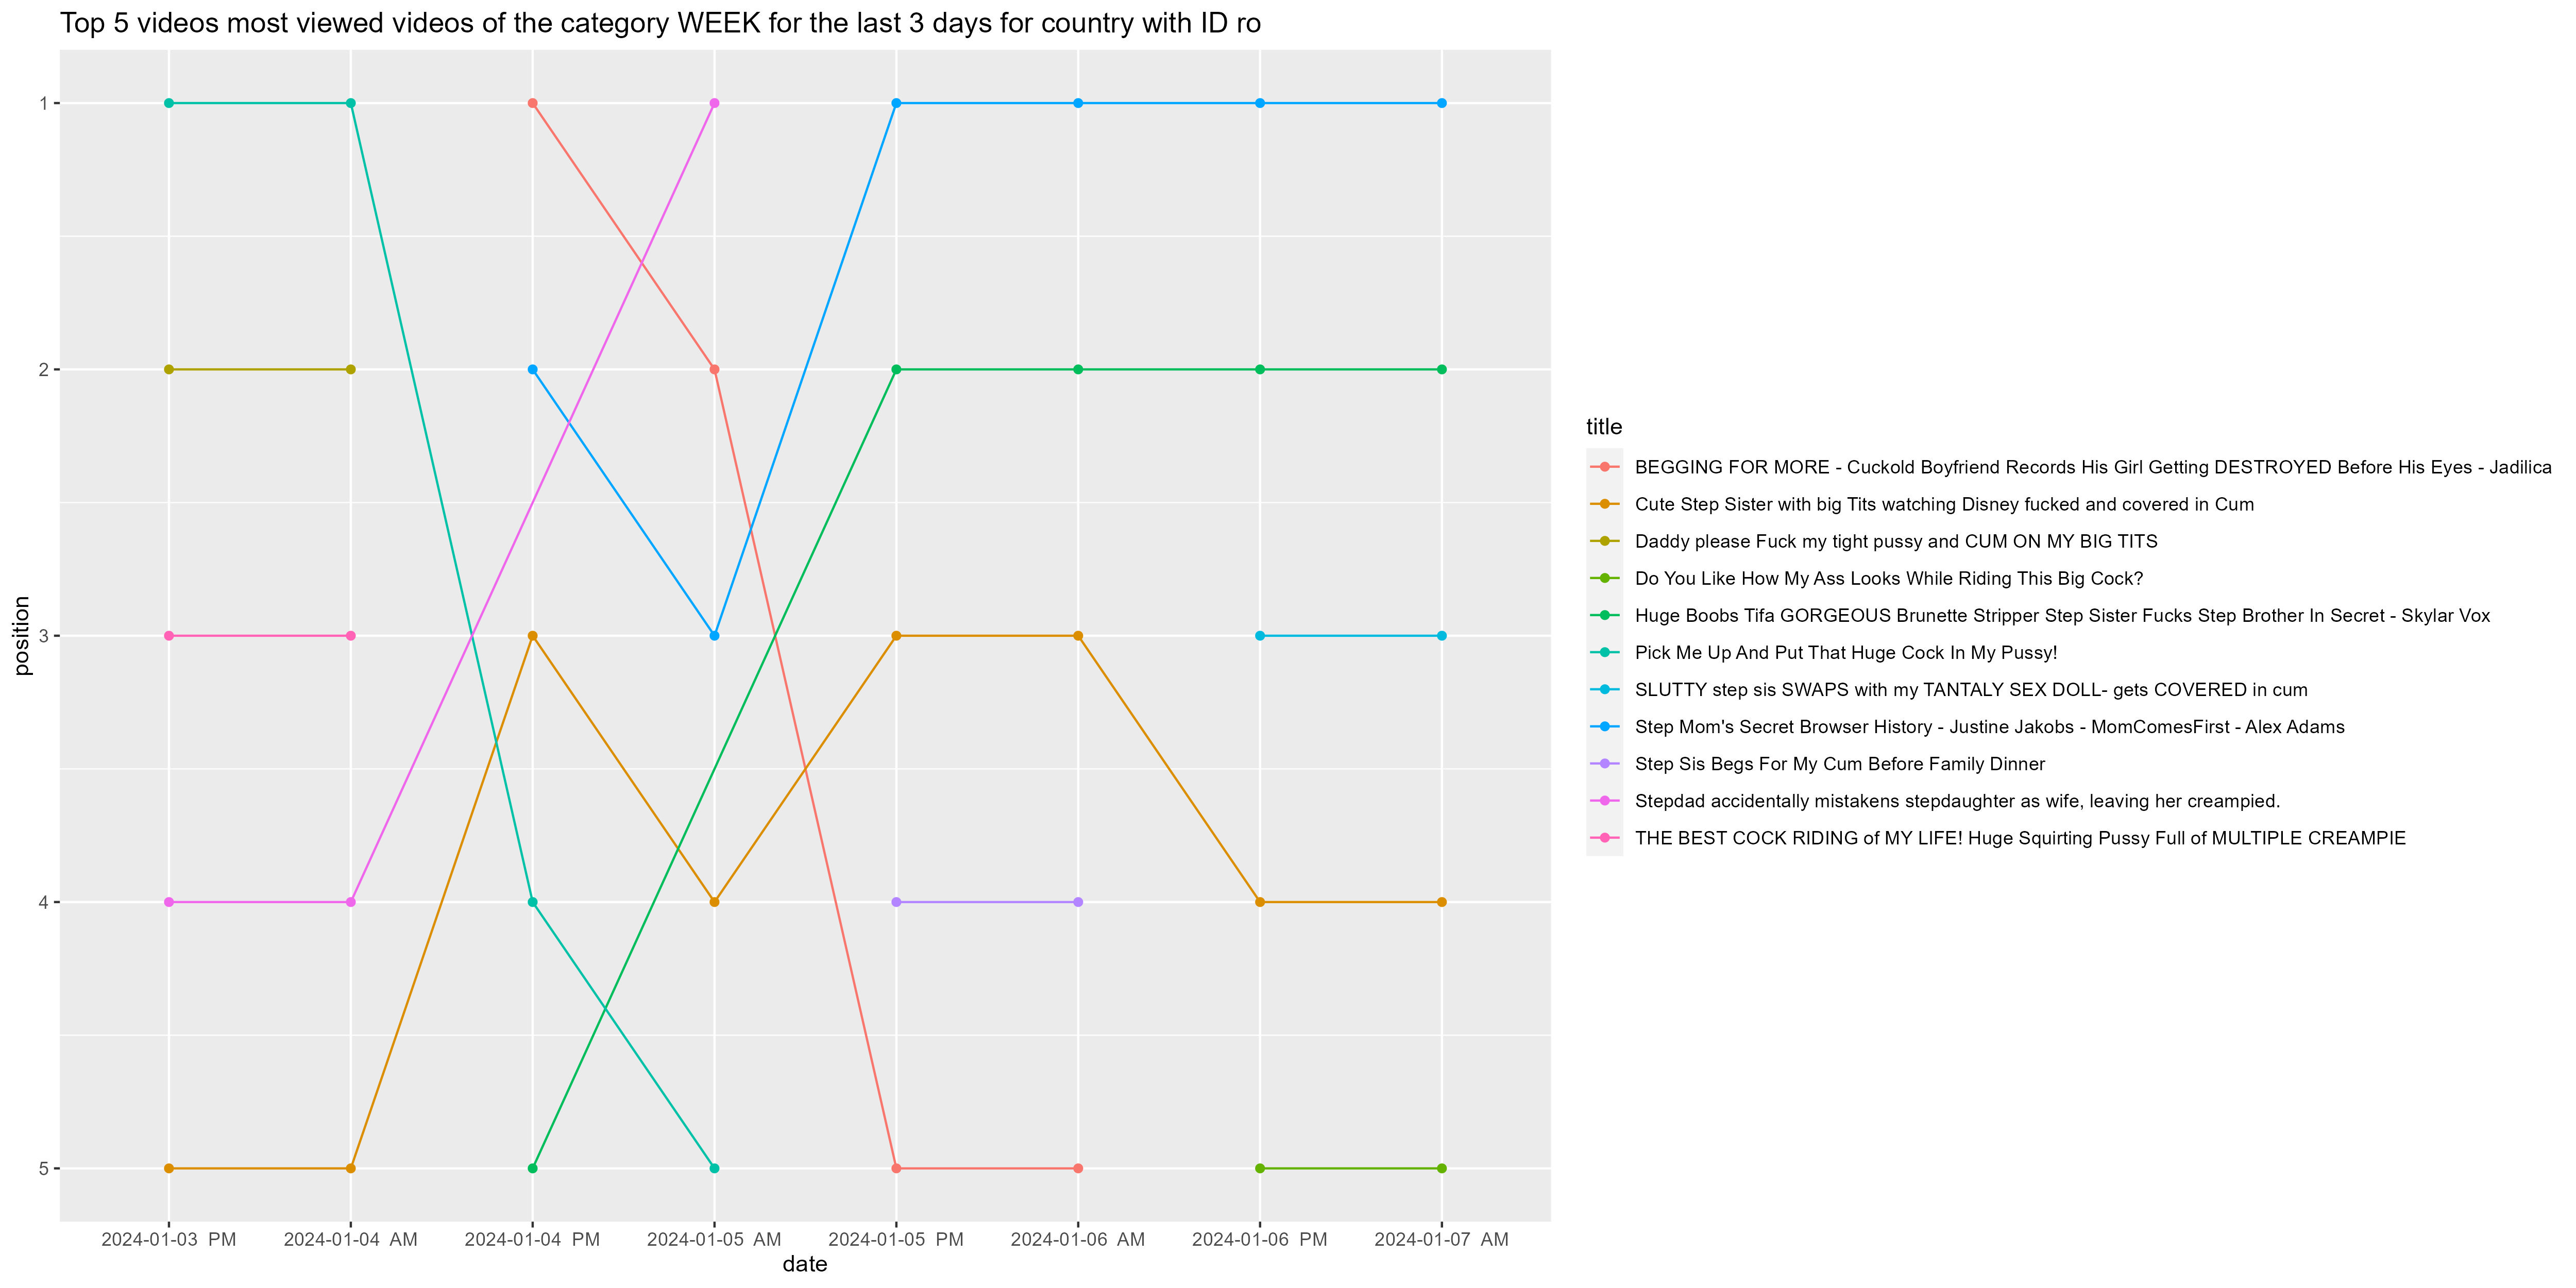 Top 5 videos most viewed videos of the category WEEK for the last 3 days for country with ID ro
1
2
3
4
5
position
2024-01-03 PM
2024-01-04 AM
2024-01-04 PM
2024-01-05 AM
2024-01-05 PM
2024-01-06 AM
2024-01-06 PM
2024-01-07 AM
date
title
BEGGING FOR MORE - Cuckold Boyfriend Records His Girl Getting DESTROYED Before His Eyes - Jadilica
Cute Step Sister with big Tits watching Disney fucked and covered in Cum
Daddy please Fuck my tight pussy and CUM ON MY BIG TITS
Do You Like How My Ass Looks While Riding This Big Cock?
Huge Boobs Tifa GORGEOUS Brunette Stripper Step Sister Fucks Step Brother In Secret - Skylar Vox
Pick Me Up And Put That Huge Cock In My Pussy!
SLUTTY step sis SWAPS with my TANTALY SEX DOLL- gets COVERED in cum
Step Mom's Secret Browser History - Justine Jakobs - MomComesFirst - Alex Adams
Step Sis Begs For My Cum Before Family Dinner
Stepdad accidentally mistakens stepdaughter as wife, leaving her creampied.
THE BEST COCK RIDING of MY LIFE! Huge Squirting Pussy Full of MULTIPLE CREAMPIE